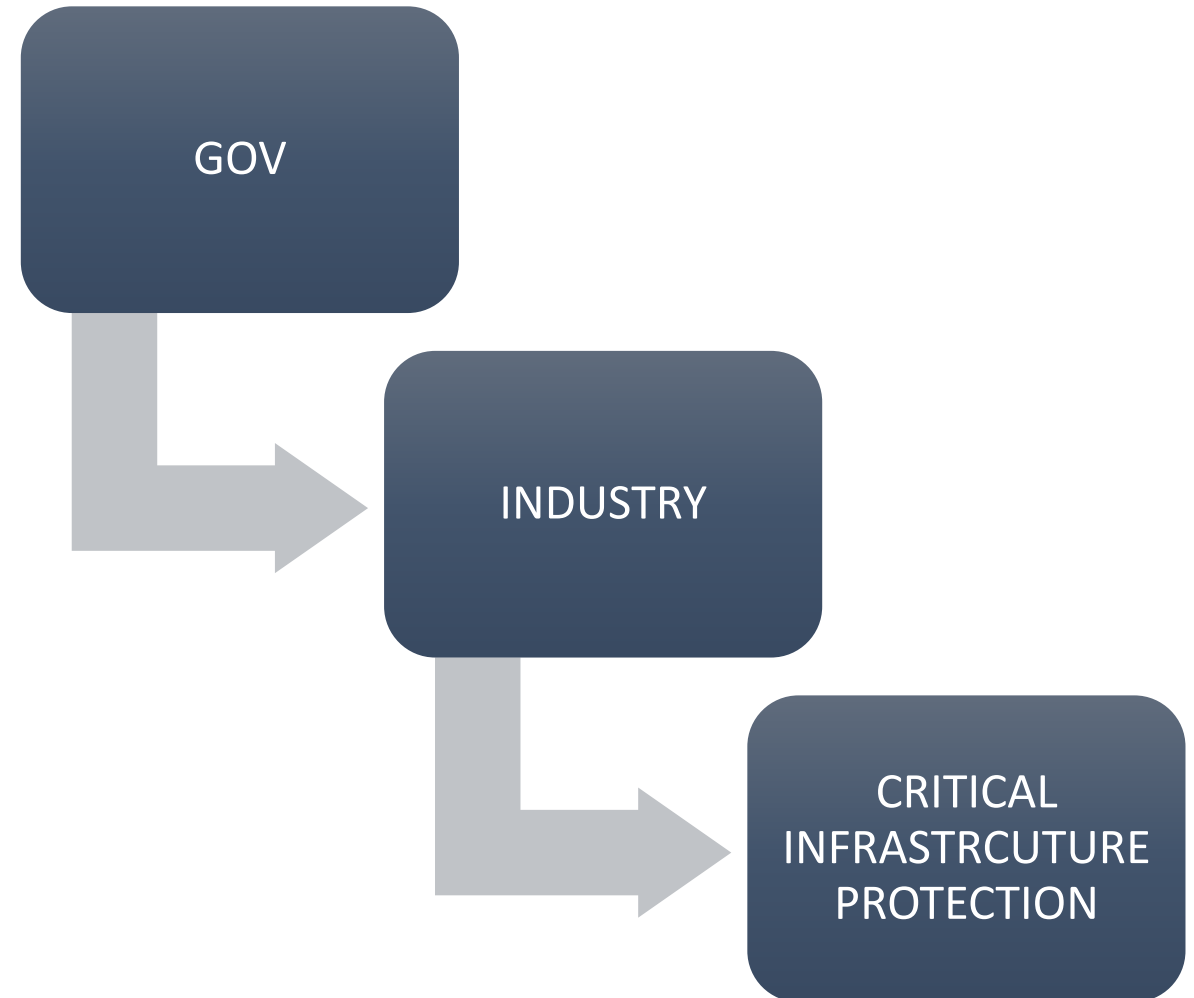 GOV
INDUSTRY
CRITICAL
INFRASTRCUTURE
PROTECTION